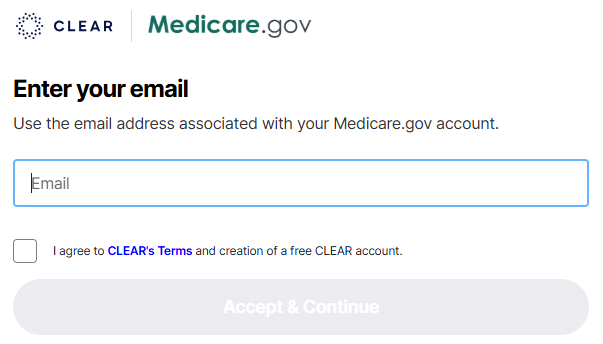 CLEAR Medicare.gov
Enter your email
Use the email address associated with your Medicare.gov account.
Email
I agree to CLEAR's Terms and creation of a free CLEAR account.
Accept & Continue